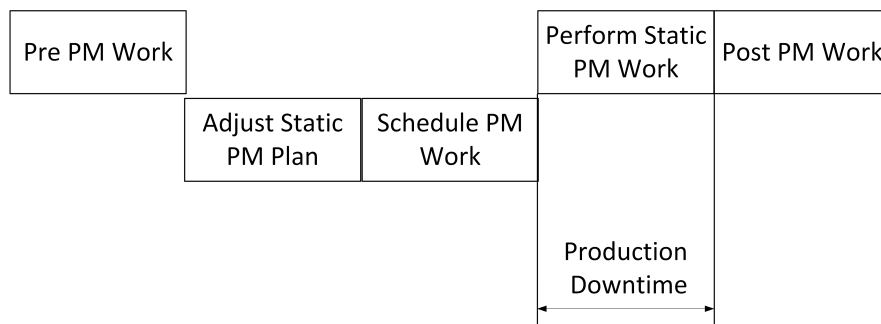 Pre PM Work
Perform Static
PM Work
Post PM Work
Adjust Static
PM Plan
Schedule PM
Work
Production
Downtime